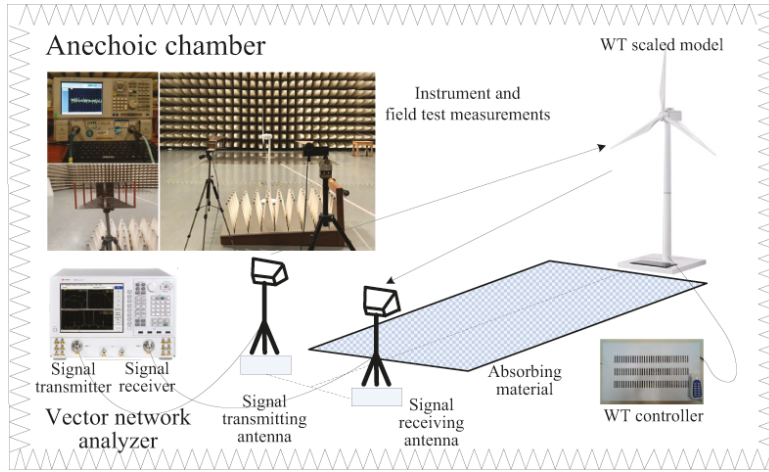 Anechoic chamber
WT scaled model
Instrument and
field test measurements
Signal
transmitter
Signal
receiver
Vector network
analyzer
Signal
transmitting
antenna
Signal
receiving
antenna
Absorbing
material
WT controller